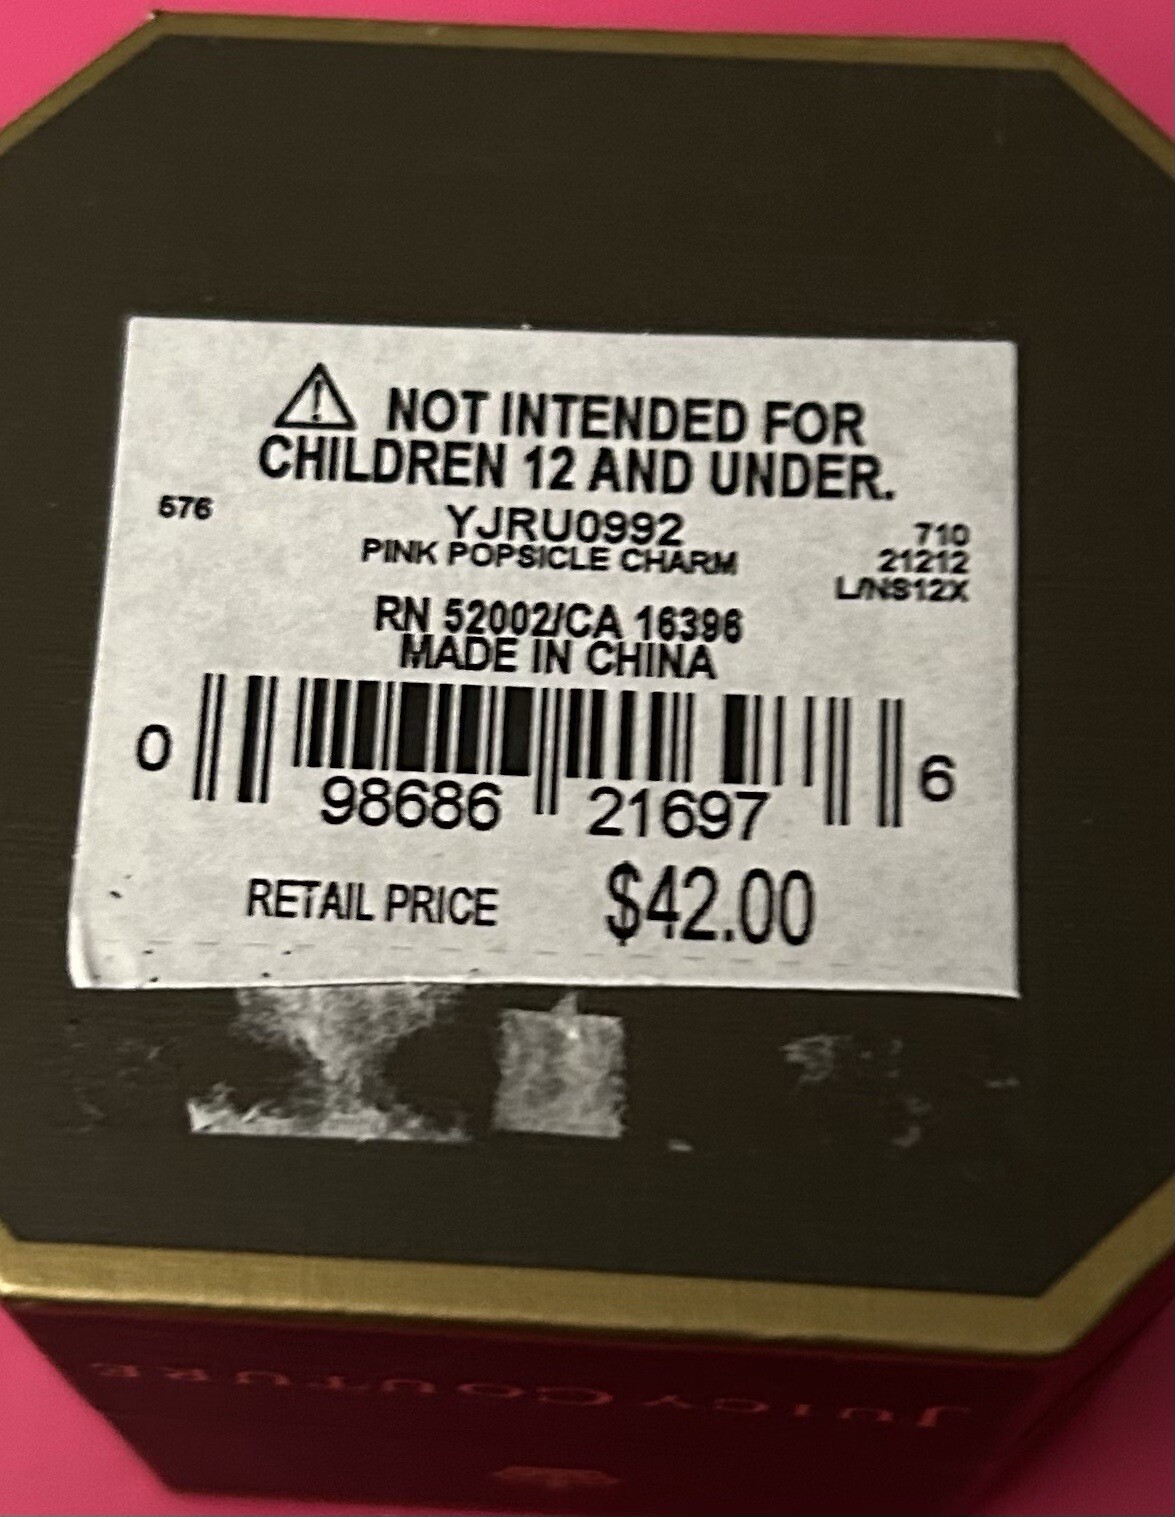 NOT INTENDED FOR
CHILDREN 12 AND UNDER.
576
YJRU0992
710
PINK POPSICLE CHARM
21212
L/NS12X
RN 52002/CA 16396
MADE IN CHINA
0 98686 21697 6
RETAIL PRICE $42.00
JUICY COUTURE